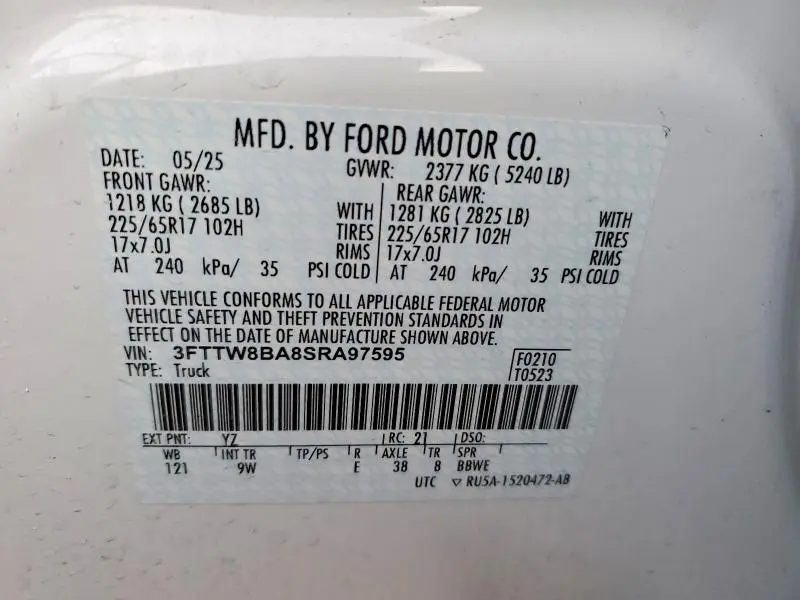 MFD. BY FORD MOTOR CO.
DATE: 05/25 GVWR: 2377 KG ( 5240 LB)
FRONT GAWR: REAR GAWR:
1218 KG ( 2685 LB) WITH 1281 KG ( 2825 LB) WITH
225/65R17 102H TIRES 225/65R17 102H TIRES
17x7.0J RIMS 17x7.0J RIMS
AT 240 kPa/ 35 PSI COLD AT 240 kPa/ 35 PSI COLD
THIS VEHICLE CONFORMS TO ALL APPLICABLE FEDERAL MOTOR
VEHICLE SAFETY AND THEFT PREVENTION STANDARDS IN
EFFECT ON THE DATE OF MANUFACTURE SHOWN ABOVE.
VIN: 3FTTW8BA8SRA97595 F0210
TYPE: Truck T0523
EXT PNT: YZ RC: 21 DSO:
WB INT TR TP/PS R AXLE TR SPR
121 9W E 38 8 BBWE
UTC ▽ RU5A-1520472-AB